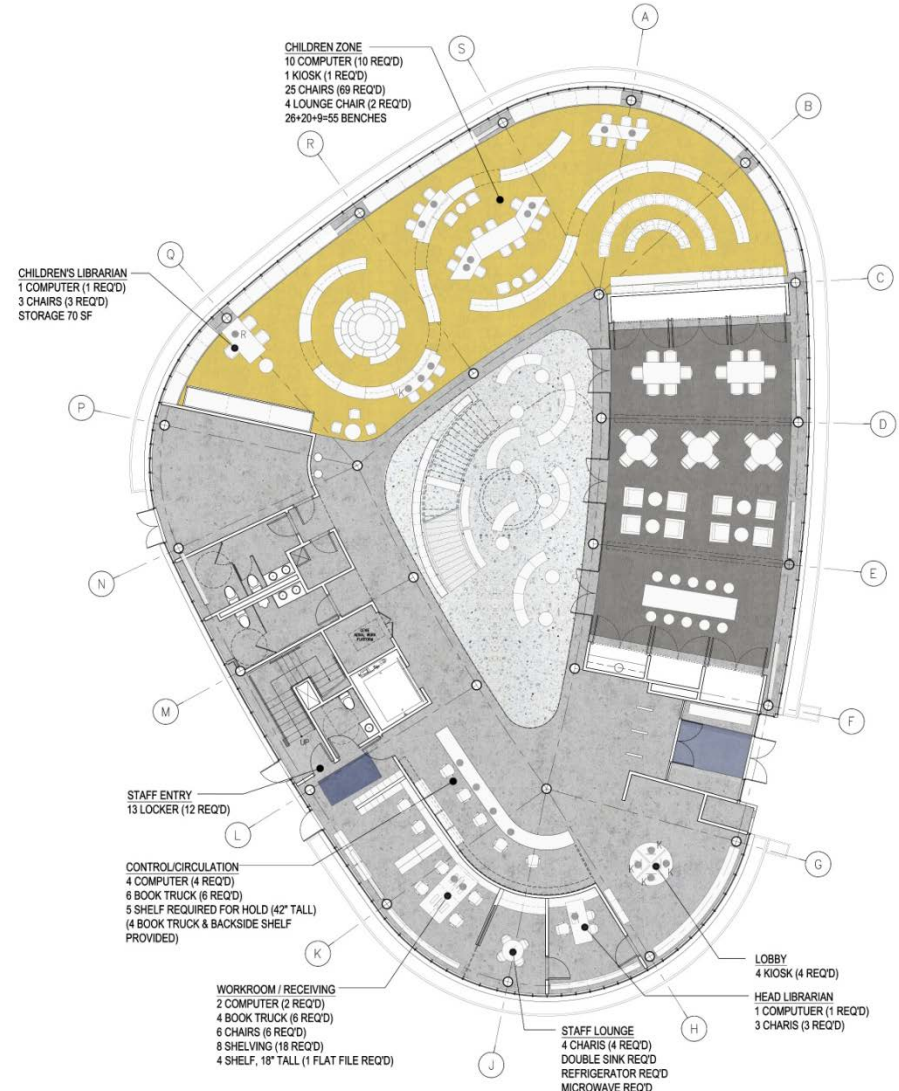 A
S
B
R
Q
C
P
D
N
E
M
F
L
G
K
H
J
CHILDREN ZONE
10 COMPUTER (10 REQ'D)
1 KIOSK (1 REQ'D)
25 CHAIRS (69 REQ'D)
4 LOUNGE CHAIR (2 REQ'D)
26+20+9=55 BENCHES
CHILDREN'S LIBRARIAN
1 COMPUTER (1 REQ'D)
3 CHAIRS (3 REQ'D)
STORAGE 70 SF
R
K
UP
STAFF ENTRY
13 LOCKER (12 REQ'D)
CONTROL/CIRCULATION
4 COMPUTER (4 REQ'D)
6 BOOK TRUCK (6 REQ'D)
5 SHELF REQUIRED FOR HOLD (42" TALL)
(4 BOOK TRUCK & BACKSIDE SHELF
PROVIDED)
K
K
K
K
WORKROOM / RECEIVING
2 COMPUTER (2 REQ'D)
4 BOOK TRUCK (6 REQ'D)
6 CHAIRS (6 REQ'D)
8 SHELVING (18 REQ'D)
4 SHELF, 18" TALL (1 FLAT FILE REQ'D)
STAFF LOUNGE
4 CHARIS (4 REQ'D)
DOUBLE SINK REQ'D
REFRIGERATOR REQ'D
MICROWAVE REQ'D
LOBBY
4 KIOSK (4 REQ'D)
HEAD LIBRARIAN
1 COMPUTUER (1 REQ'D)
3 CHARIS (3 REQ'D)